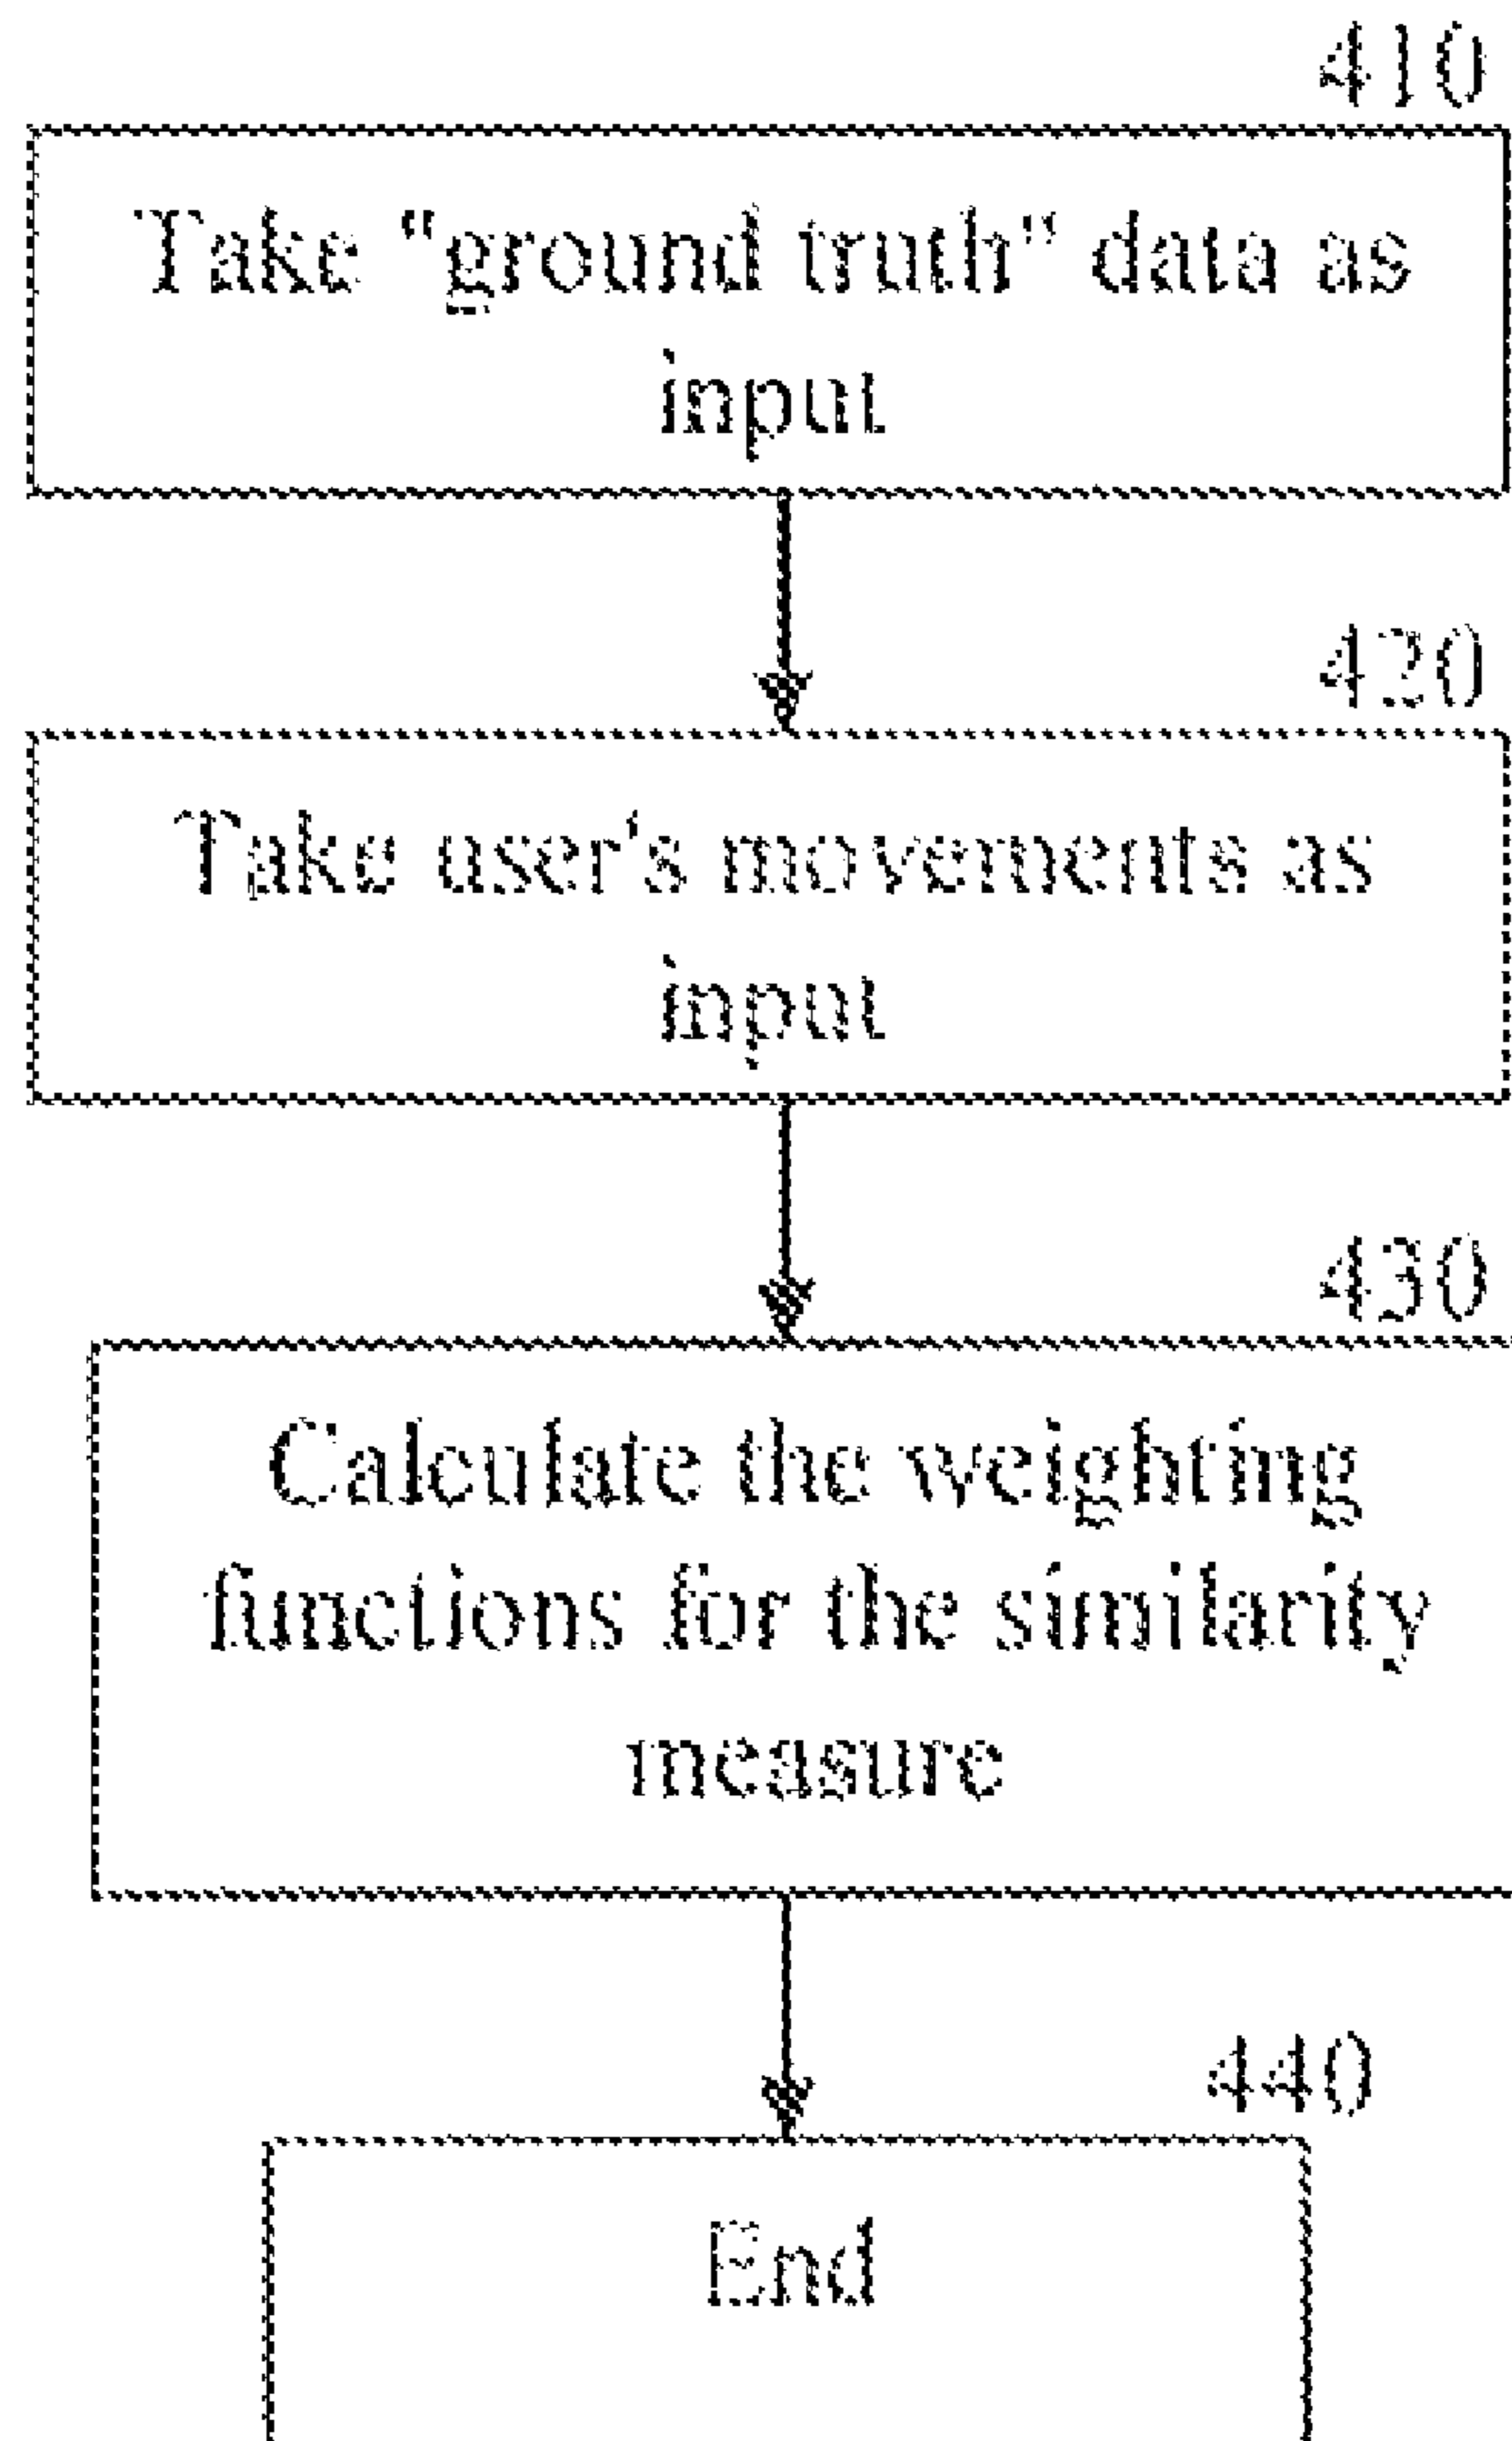 410
Take "ground truth" data as
input
420
Take user's movements as
input
430
Calculate the weighting
functions for the similarity
measure
440
End